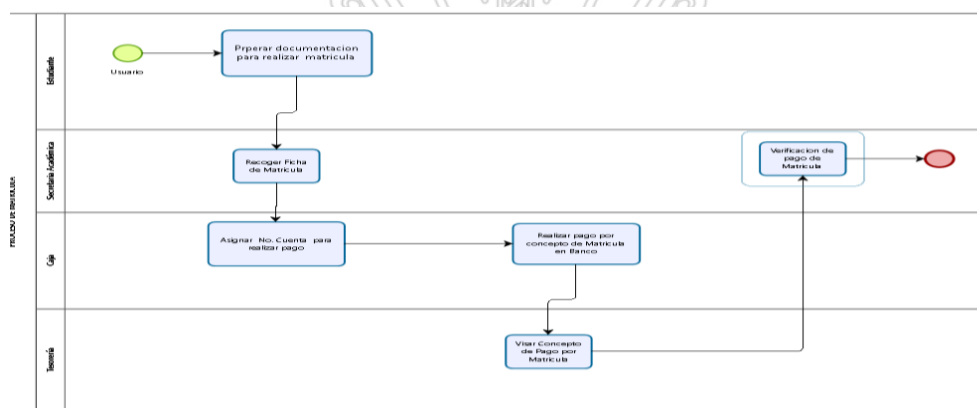 Estudiante
Usuario
Prperar documentacion
para realizar matricula
Secretaria Académica
Recoger Ficha
de Matricula
Verificacion de
pago de
Matricula
Caja
Asignar No. Cuenta para
realizar pago
Realizar pago por
concepto de Matricula
en Banco
Tesorería
Visar Concepto
de Pago por
Matricula